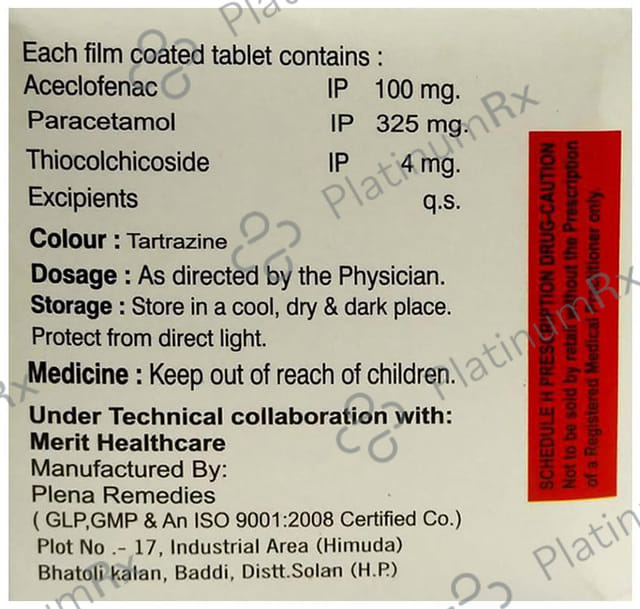 Each film coated tablet contains :
Aceclofenac IP 100 mg.
Paracetamol IP 325 mg.
Thiocolchicoside IP 4 mg.
Excipients q.s.
Colour : Tartrazine
Dosage : As directed by the Physician.
Storage : Store in a cool, dry & dark place.
Protect from direct light.
Medicine : Keep out of reach of children.
Under Technical collaboration with:
Merit Healthcare
Manufactured By:
Plena Remedies
( GLP,GMP & An ISO 9001:2008 Certified Co.)
Plot No .- 17, Industrial Area (Himuda)
Bhatoli kalan, Baddi, Distt.Solan (H.P.)
SCHEDULE H PRESCRIPTION DRUG-CAUTION
Not to be sold by retail without the Prescription
of a Registered Medical Practitioner only.
PlatinumRx
PlatinumRx
PlatinumRx